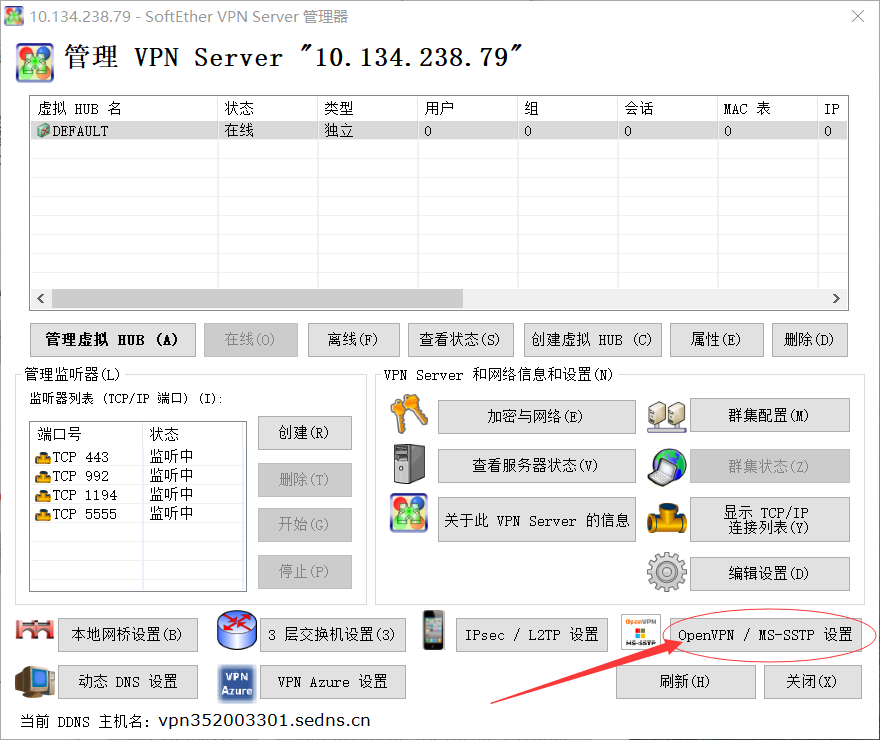 10.134.238.79 - SoftEther VPN Server 管理器
管理 VPN Server "10.134.238.79"
虚拟 HUB 名 状态 类型 用户 组 会话 MAC 表 IP
DEFAULT 在线 独立 0 0 0 0 0
管理虚拟 HUB (A) 在线(O) 离线(F) 查看状态(S) 创建虚拟 HUB (C) 属性(E) 删除(D)
管理监听器(L)
监听器列表 (TCP/IP 端口) (I):
端口号 状态
TCP 443 监听中
TCP 992 监听中
TCP 1194 监听中
TCP 5555 监听中
创建(R)
删除(T)
开始(G)
停止(P)
VPN Server 和网络信息和设置(N)
加密与网络(E) 群集配置(M)
查看服务器状态(V) 群集状态(Z)
关于此 VPN Server 的信息 显示 TCP/IP
连接列表(Y)
编辑设置(D)
本地网桥设置(B) 3 层交换机设置(3) IPsec / L2TP 设置 OpenVPN MS-SSTP OpenVPN / MS-SSTP 设置
动态 DNS 设置 VPN Azure VPN Azure 设置 刷新(H) 关闭(X)
当前 DDNS 主机名: vpn352003301.sedns.cn